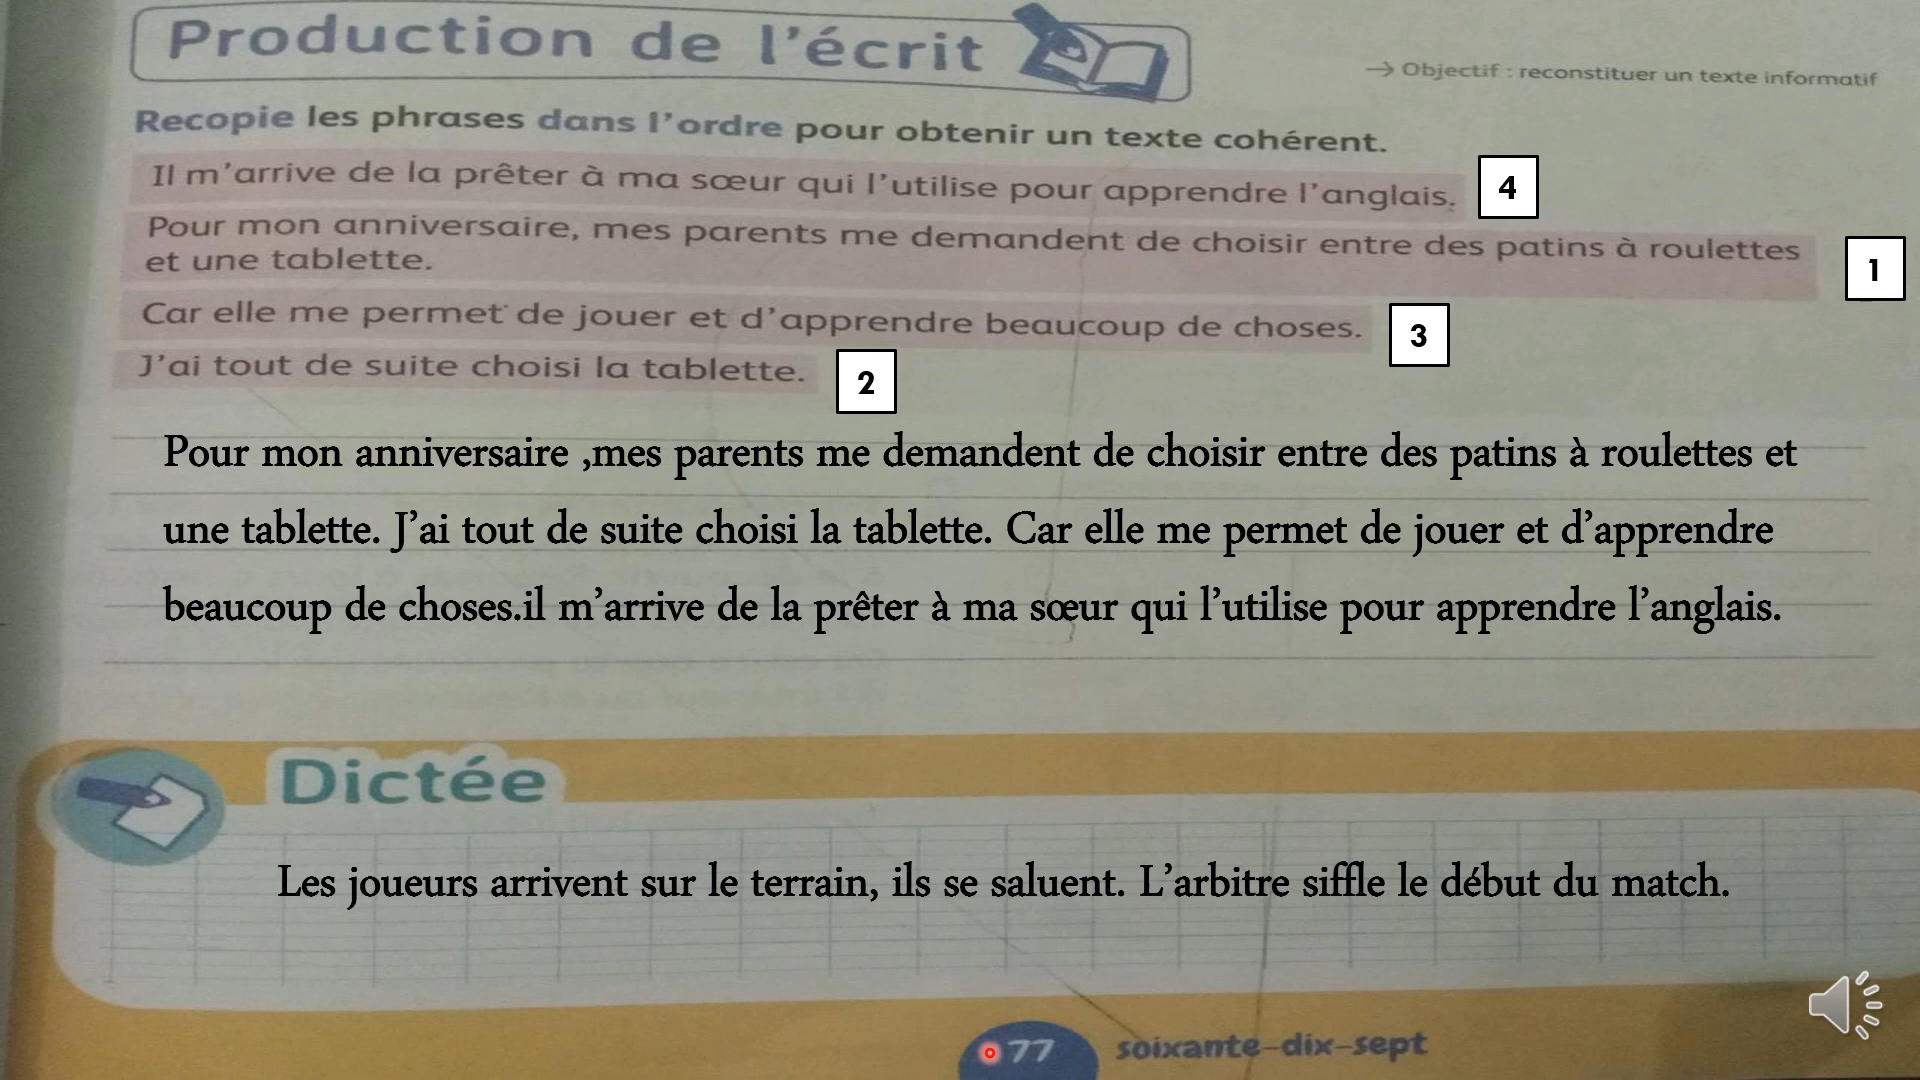 Production de l'écrit
→ Objectif : reconstituer un texte informatif
Recopie les phrases dans l'ordre pour obtenir un texte cohérent.
Il m'arrive de la prêter à ma sœur qui l'utilise pour apprendre l'anglais. 4
Pour mon anniversaire, mes parents me demandent de choisir entre des patins à roulettes
et une tablette. 1
Car elle me permet de jouer et d'apprendre beaucoup de choses. 3
J'ai tout de suite choisi la tablette. 2
Pour mon anniversaire ,mes parents me demandent de choisir entre des patins à roulettes et
une tablette. J'ai tout de suite choisi la tablette. Car elle me permet de jouer et d'apprendre
beaucoup de choses.il m'arrive de la prêter à ma sœur qui l'utilise pour apprendre l'anglais.
Dictée
Les joueurs arrivent sur le terrain, ils se saluent. L'arbitre siffle le début du match.
77 soixante-dix-sept